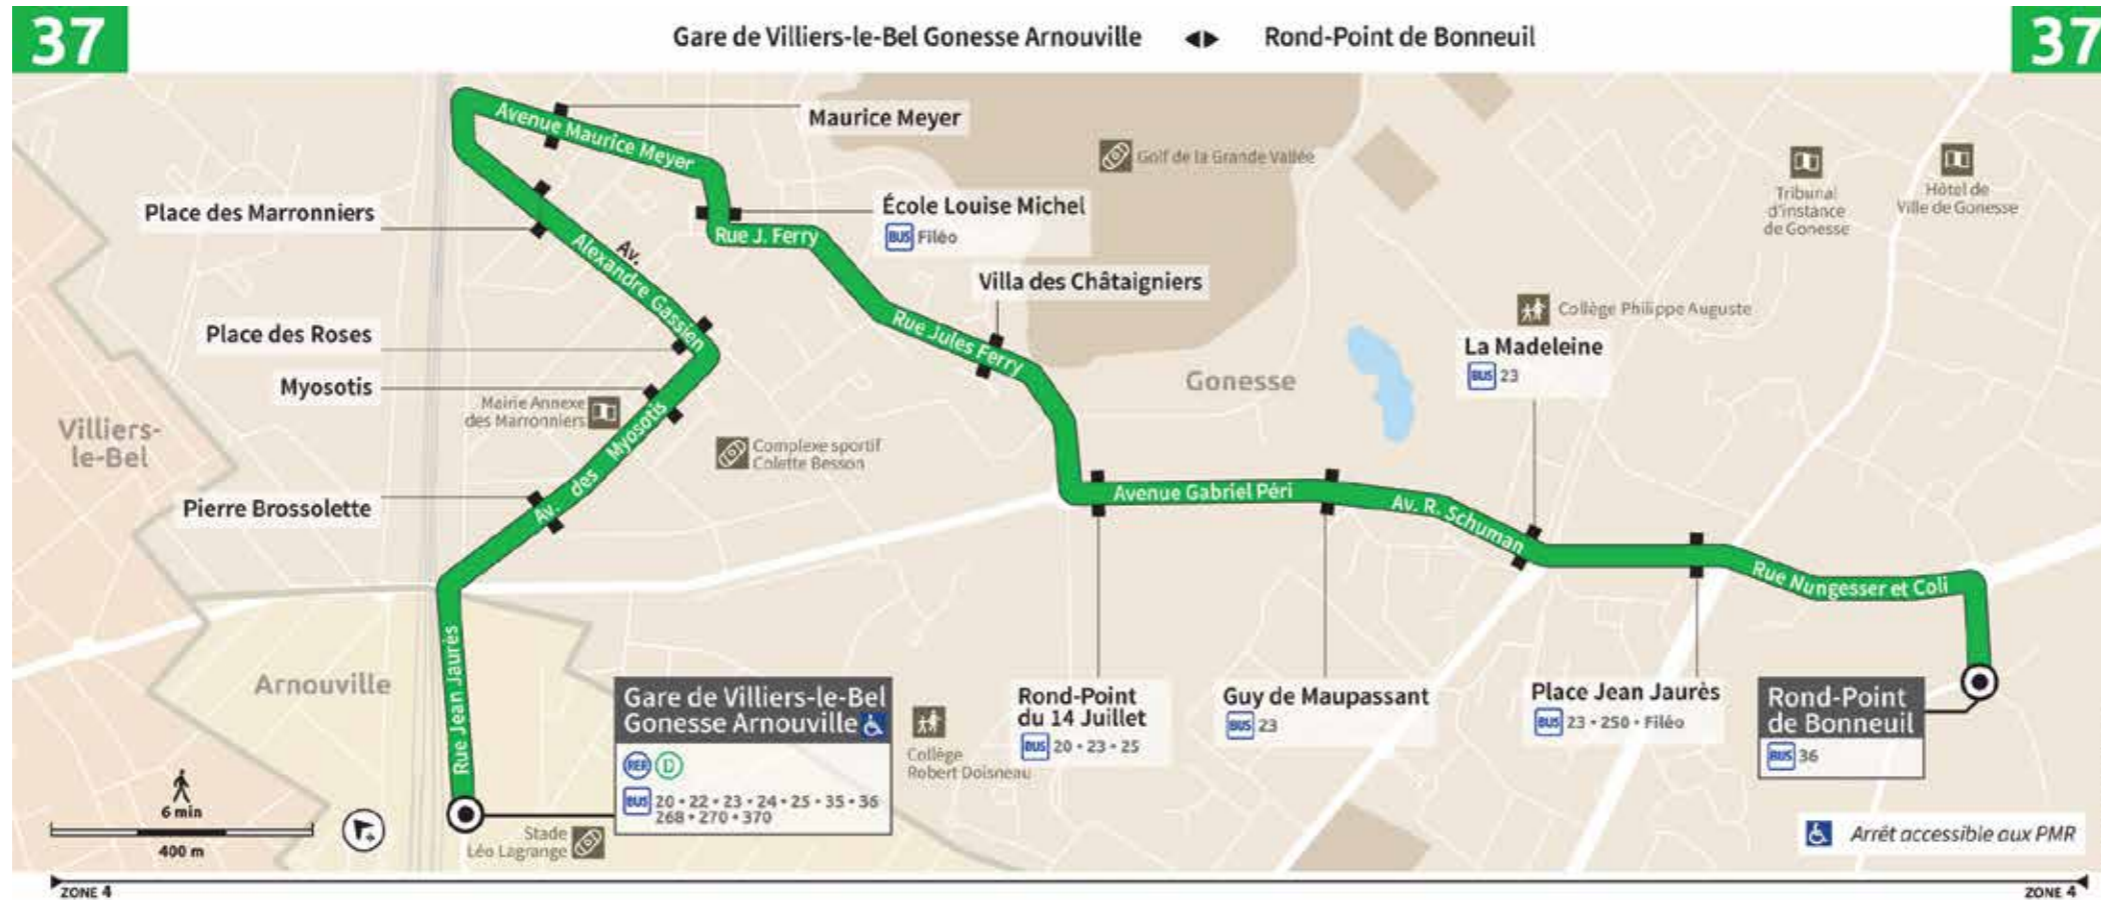 37
Gare de Villiers-le-Bel Gonesse Arnouville ◀▶ Rond-Point de Bonneuil
37
Avenue Maurice Meyer
Maurice Meyer
Golf de la Grande Vallée
Tribunal
d'instance
de Gonesse
Hôtel de
Ville de Gonesse
Place des Marronniers
École Louise Michel
BUS Filéo
Rue J. Ferry
Av.
Alexandre Gassien
Villa des Châtaigniers
Rue Jules Ferry
Collège Philippe Auguste
Place des Roses
La Madeleine
BUS 23
Myosotis
Gonesse
Mairie Annexe
des Marronniers
Villiers-
le-Bel
Complexe sportif
Colette Besson
Av. des Myosotis
Pierre Brossolette
Avenue Gabriel Péri
Av. R. Schuman
Rue Nungesser et Coli
Rue Jean Jaurès
Arnouville
Gare de Villiers-le-Bel
Gonesse Arnouville
RER D
BUS 20 • 22 • 23 • 24 • 25 • 35 • 36
268 • 270 • 370
Collège
Robert Doisneau
Rond-Point
du 14 Juillet
BUS 20 • 23 • 25
Guy de Maupassant
BUS 23
Place Jean Jaurès
BUS 23 • 250 • Filéo
Rond-Point
de Bonneuil
BUS 36
6 min
400 m
Stade
Léo Lagrange
Arrêt accessible aux PMR
ZONE 4
ZONE 4